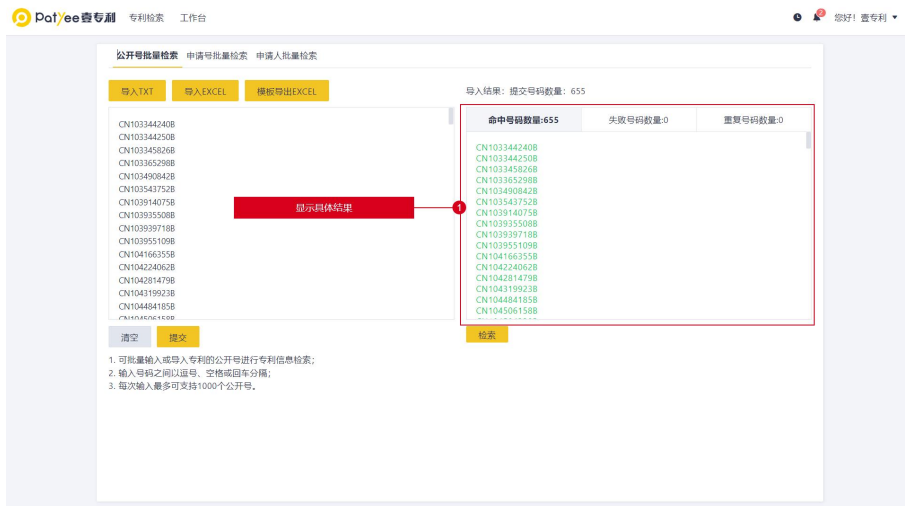 Patyee壹专利 专利检索 工作台 2 您好！壹专利
公开号批量检索 申请号批量检索 申请人批量检索
导入TXT 导入EXCEL 模板导出EXCEL
导入结果：提交号码数量：655
CN103344240B
CN103344250B
CN103345826B
CN103365298B
CN103490842B
CN103543752B
CN103914075B
CN103935508B
CN103939718B
CN103955109B
CN104166355B
CN104224062B
CN104281479B
CN104319923B
CN104484185B
CN104506158B
显示具体结果 1
命中号码数量:655 失败号码数量:0 重复号码数量:0
CN103344240B
CN103344250B
CN103345826B
CN103365298B
CN103490842B
CN103543752B
CN103914075B
CN103935508B
CN103939718B
CN103955109B
CN104166355B
CN104224062B
CN104281479B
CN104319923B
CN104484185B
CN104506158B
清空 提交
检索
1. 可批量输入或导入专利的公开号进行专利信息检索；
2. 输入号码之间以逗号、空格或回车分隔；
3. 每次输入最多可支持1000个公开号。